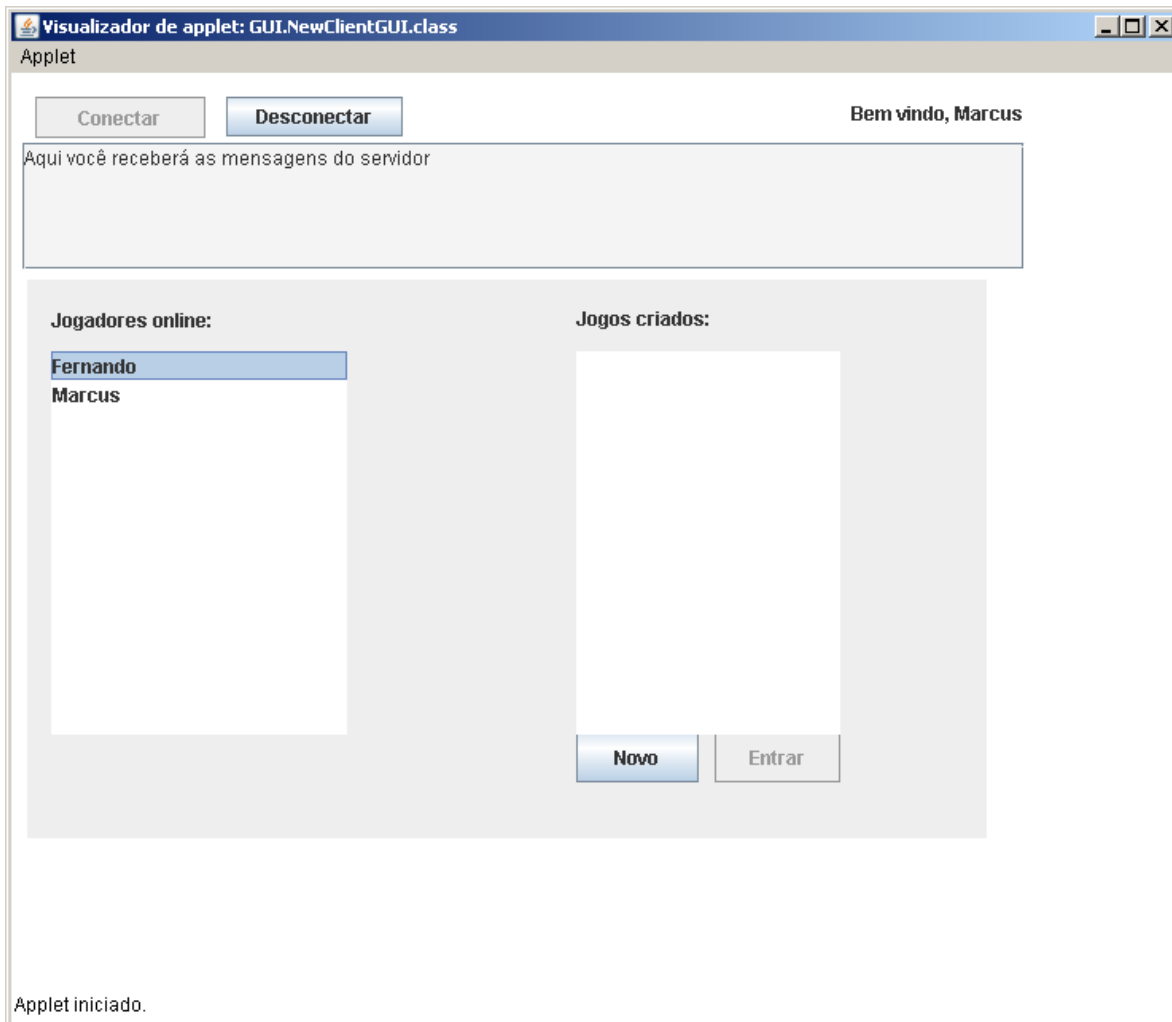 Visualizador de applet: GUI.NewClientGUI.class
Applet
Conectar
Desconectar
Bem vindo, Marcus
Aqui você receberá as mensagens do servidor
Jogadores online:
Jogos criados:
Fernando
Marcus
Novo
Entrar
Applet iniciado.